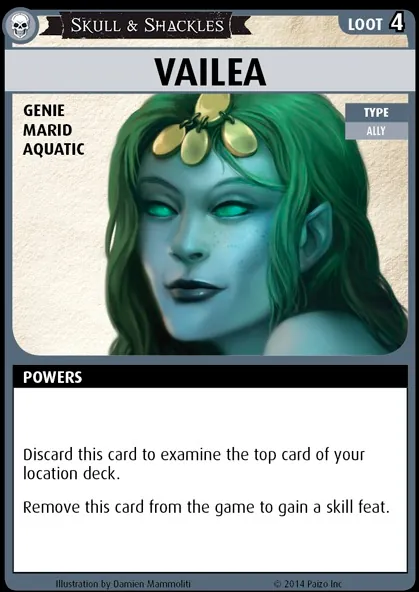 SKULL & SHACKLES
LOOT 4
VAILEA
GENIE
MARID
AQUATIC
TYPE
ALLY
POWERS
Discard this card to examine the top card of your
location deck.
Remove this card from the game to gain a skill feat.
Illustration by Damien Mammoliti © 2014 Paizo Inc